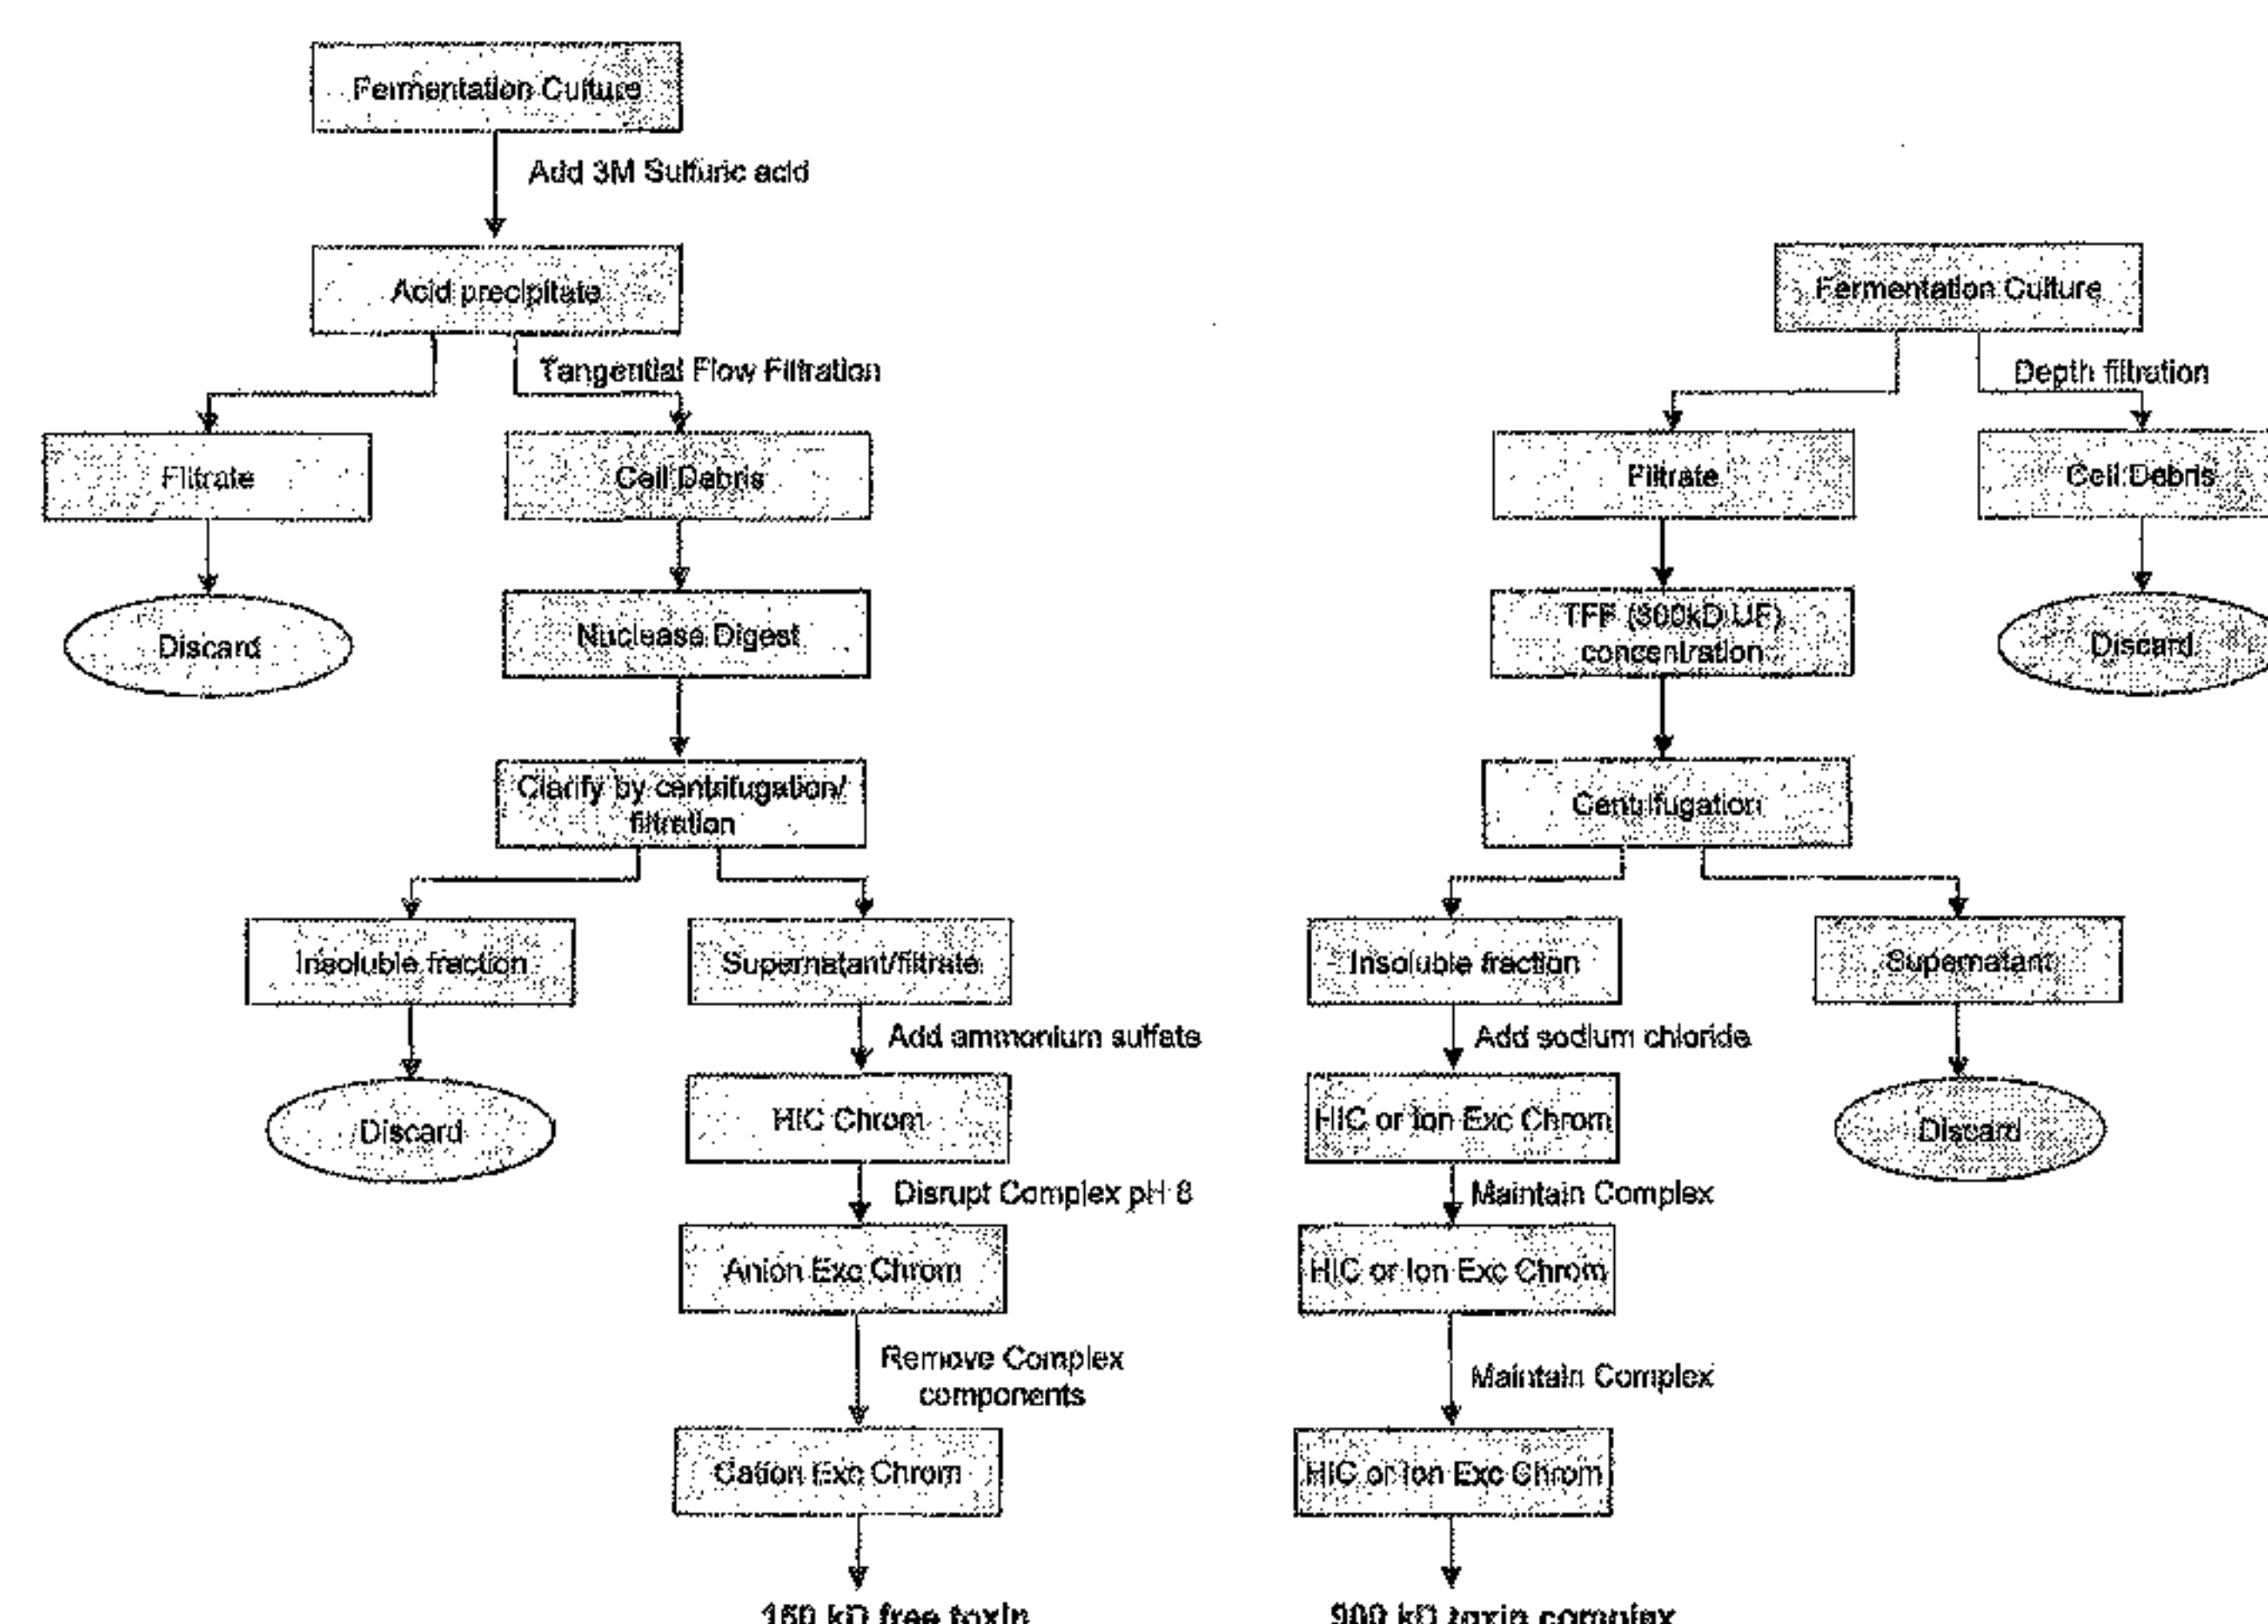 Fermentation Culture
Add 3M Sulfuric acid
Acid precipitate
Tangential Flow Filtration
Filtrate
Cell Debris
Discard
Nuclease Digest
Clarify by centrifugation/
filtration
Insoluble fraction
Supernatant/filtrate
Add ammonium sulfate
Discard
HIC Chrom
Disrupt Complex pH 8
Anion Exc Chrom
Remove Complex
components
Cation Exc Chrom
150 kD free toxin
Fermentation Culture
Depth filtration
Filtrate
Cell Debris
TFF (300kD UF)
concentration
Discard
Centrifugation
Insoluble fraction
Supernatant
Add sodium chloride
HIC or Ion Exc Chrom
Discard
Maintain Complex
HIC or Ion Exc Chrom
Maintain Complex
HIC or Ion Exc Chrom
900 kD toxin complex